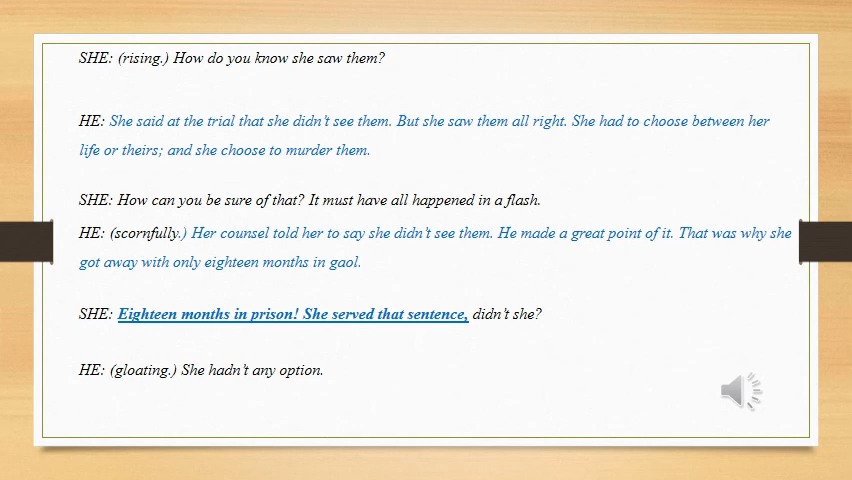 SHE: (rising.) How do you know she saw them?
HE: She said at the trial that she didn't see them. But she saw them all right. She had to choose between her
life or theirs; and she choose to murder them.
SHE: How can you be sure of that? It must have all happened in a flash.
HE: (scornfully.) Her counsel told her to say she didn't see them. He made a great point of it. That was why she
got away with only eighteen months in gaol.
SHE: Eighteen months in prison! She served that sentence, didn't she?
HE: (gloating.) She hadn't any option.